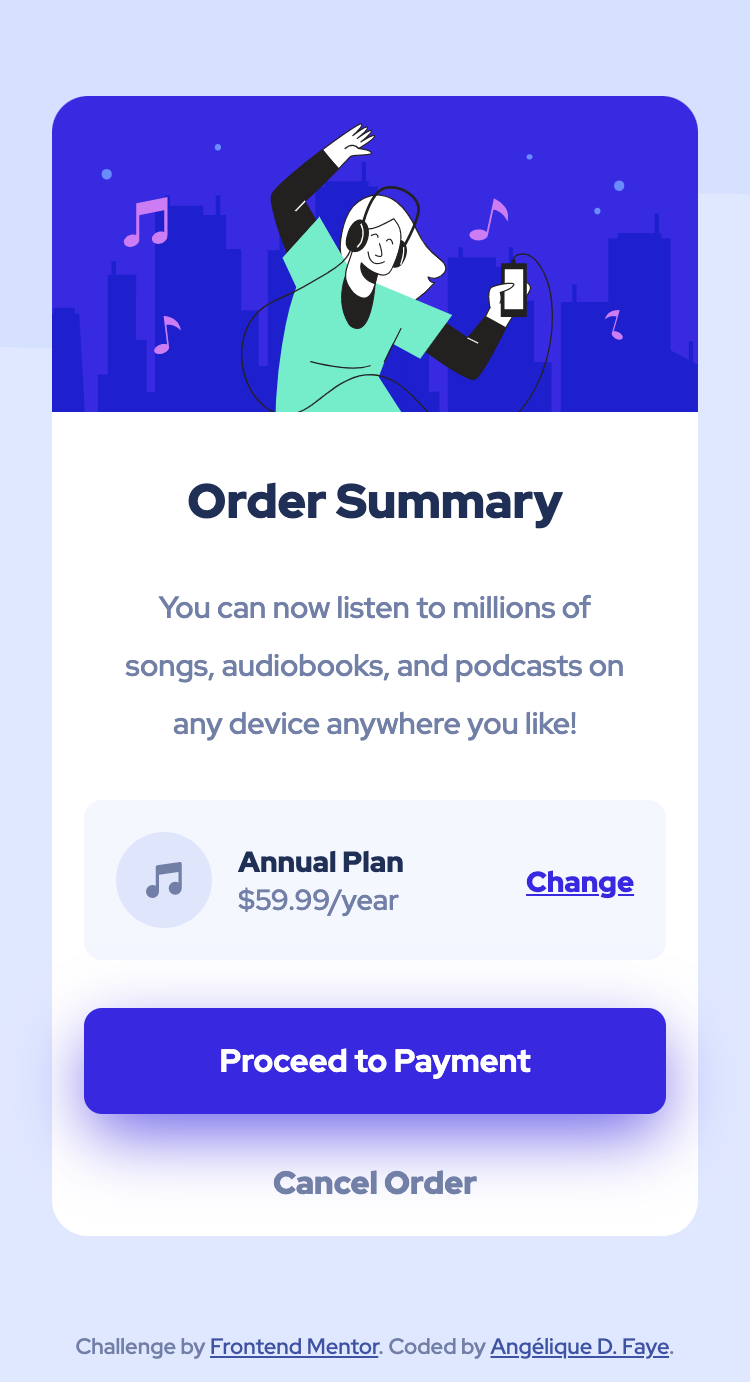 Order Summary
You can now listen to millions of
songs, audiobooks, and podcasts on
any device anywhere you like!
Annual Plan
$59.99/year
Change
Proceed to Payment
Cancel Order
Challenge by Frontend Mentor. Coded by Angélique D. Faye.